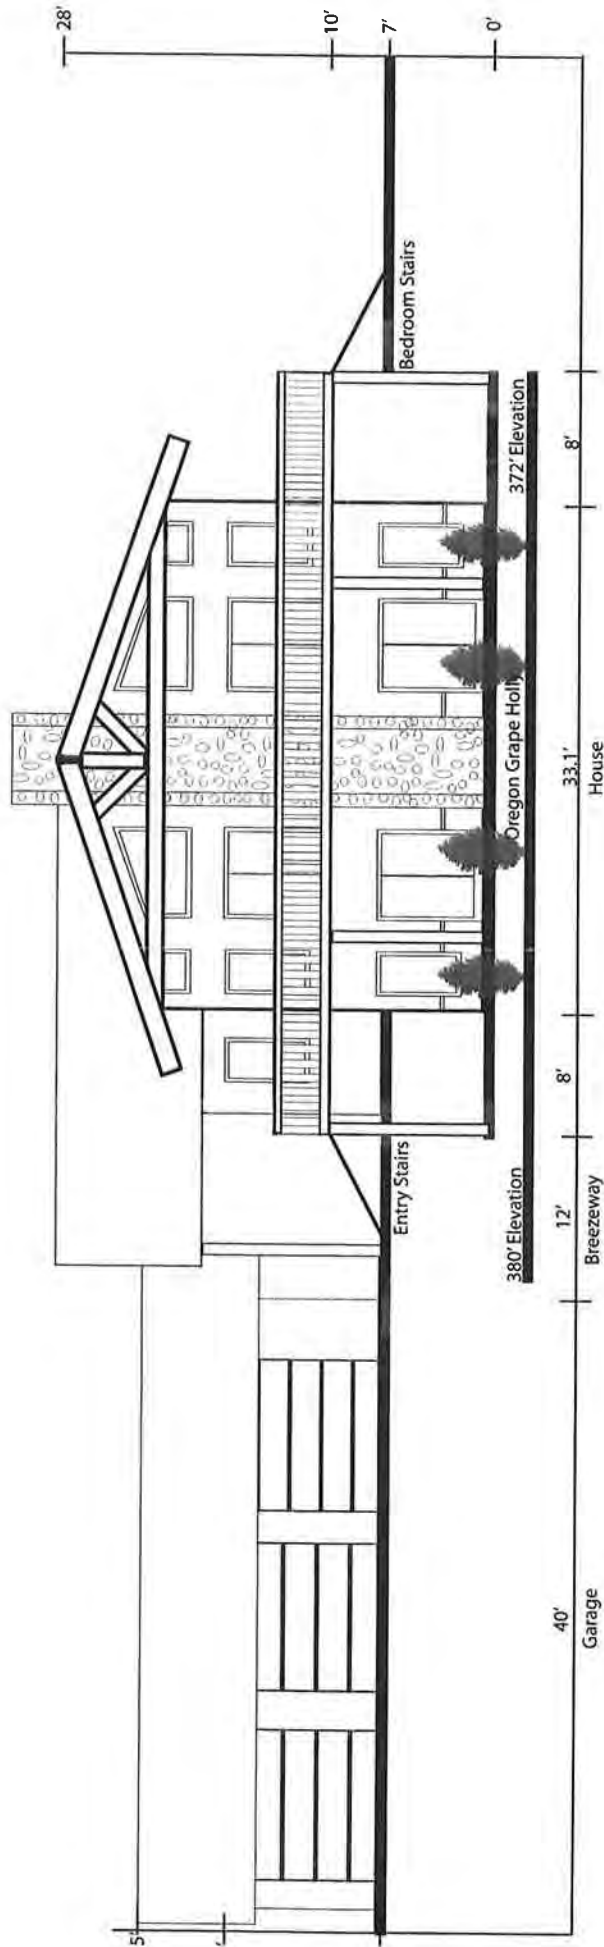 28'
10'
7'
0'
Bedroom Stairs
Entry Stairs
Oregon Grape Holly
380' Elevation
372' Elevation
40'
12'
8'
33.1'
8'
Garage
Breezeway
House